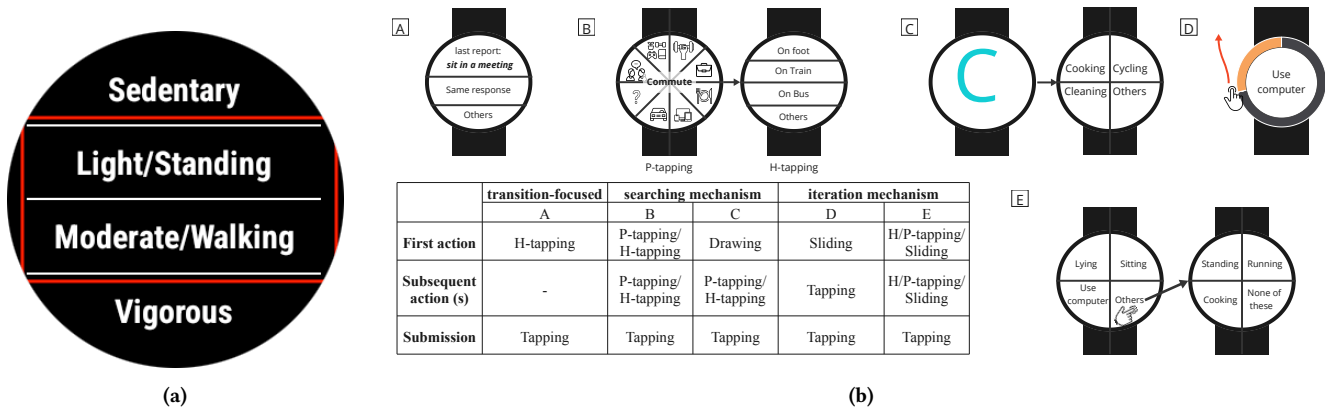 Sedentary
Light/Standing
Moderate/Walking
Vigorous
(a)
A
last report:
sit in a meeting
Same response
Others
B
Commute
?
P-tapping
On foot
On Train
On Bus
Others
H-tapping
C
C
Cooking Cycling
Cleaning Others
D
Use
computer
transition-focused searching mechanism iteration mechanism
A B C D E
First action H-tapping P-tapping/ H-tapping Drawing Sliding H/P-tapping/ Sliding
Subsequent action (s) - P-tapping/ H-tapping P-tapping/ H-tapping Tapping H/P-tapping/ Sliding
Submission Tapping Tapping Tapping Tapping Tapping
E
Lying Sitting
Use
computer Others
Standing Running
Cooking None of
these
(b)